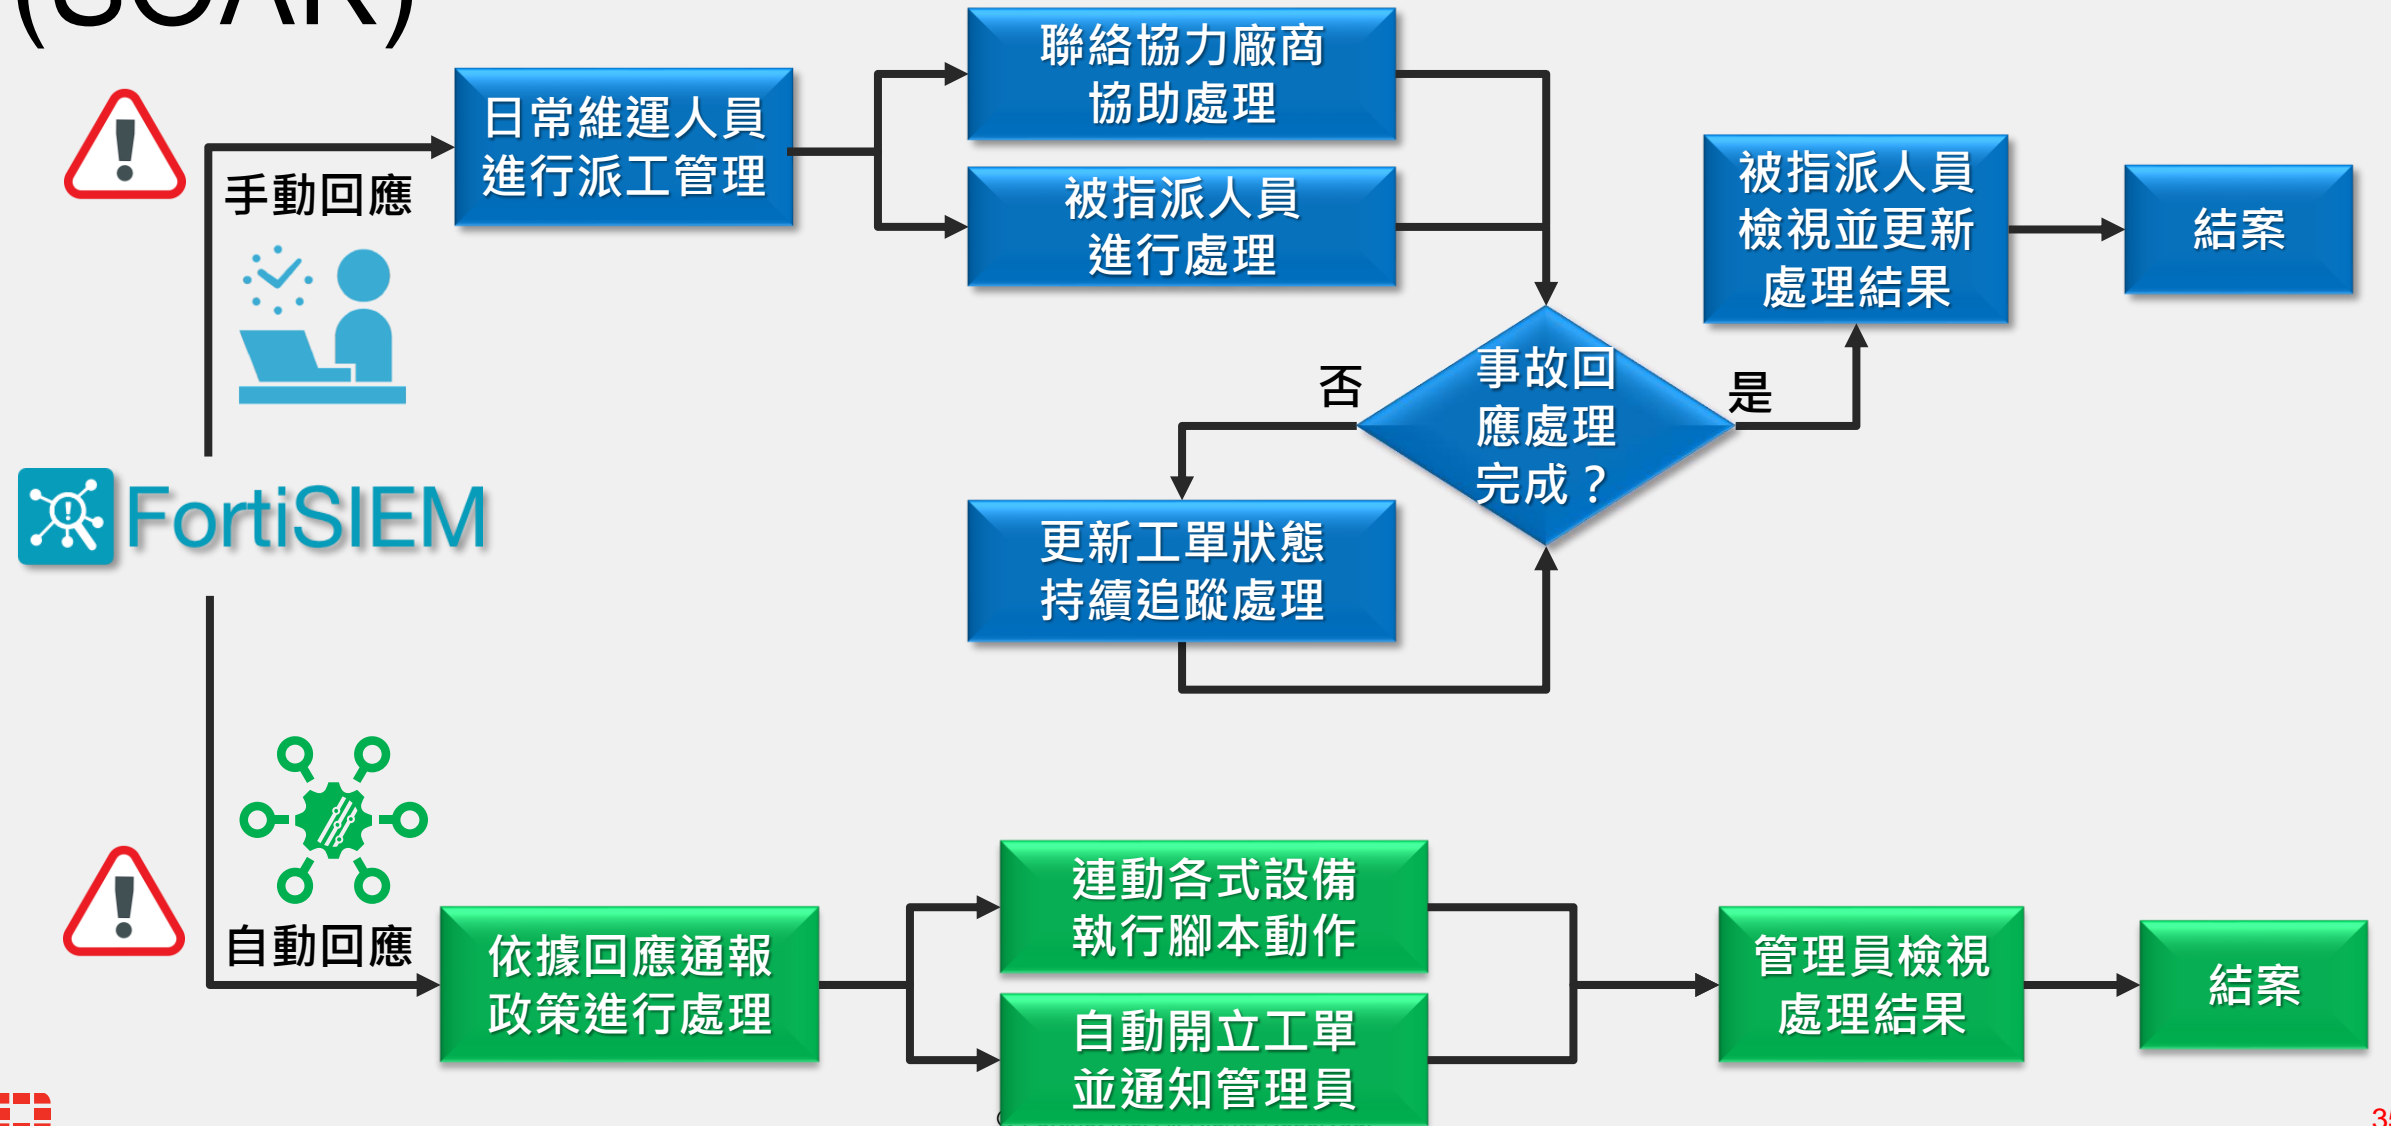 (SOAR)
聯絡協力廠商
協助處理
日常維運人員
進行派工管理
手動回應
被指派人員
進行處理
被指派人員
檢視並更新
處理結果
結案
事故回
應處理
完成？
否
是
FortiSIEM
更新工單狀態
持續追蹤處理
自動回應
依據回應通報
政策進行處理
連動各式設備
執行腳本動作
自動開立工單
並通知管理員
管理員檢視
處理結果
結案